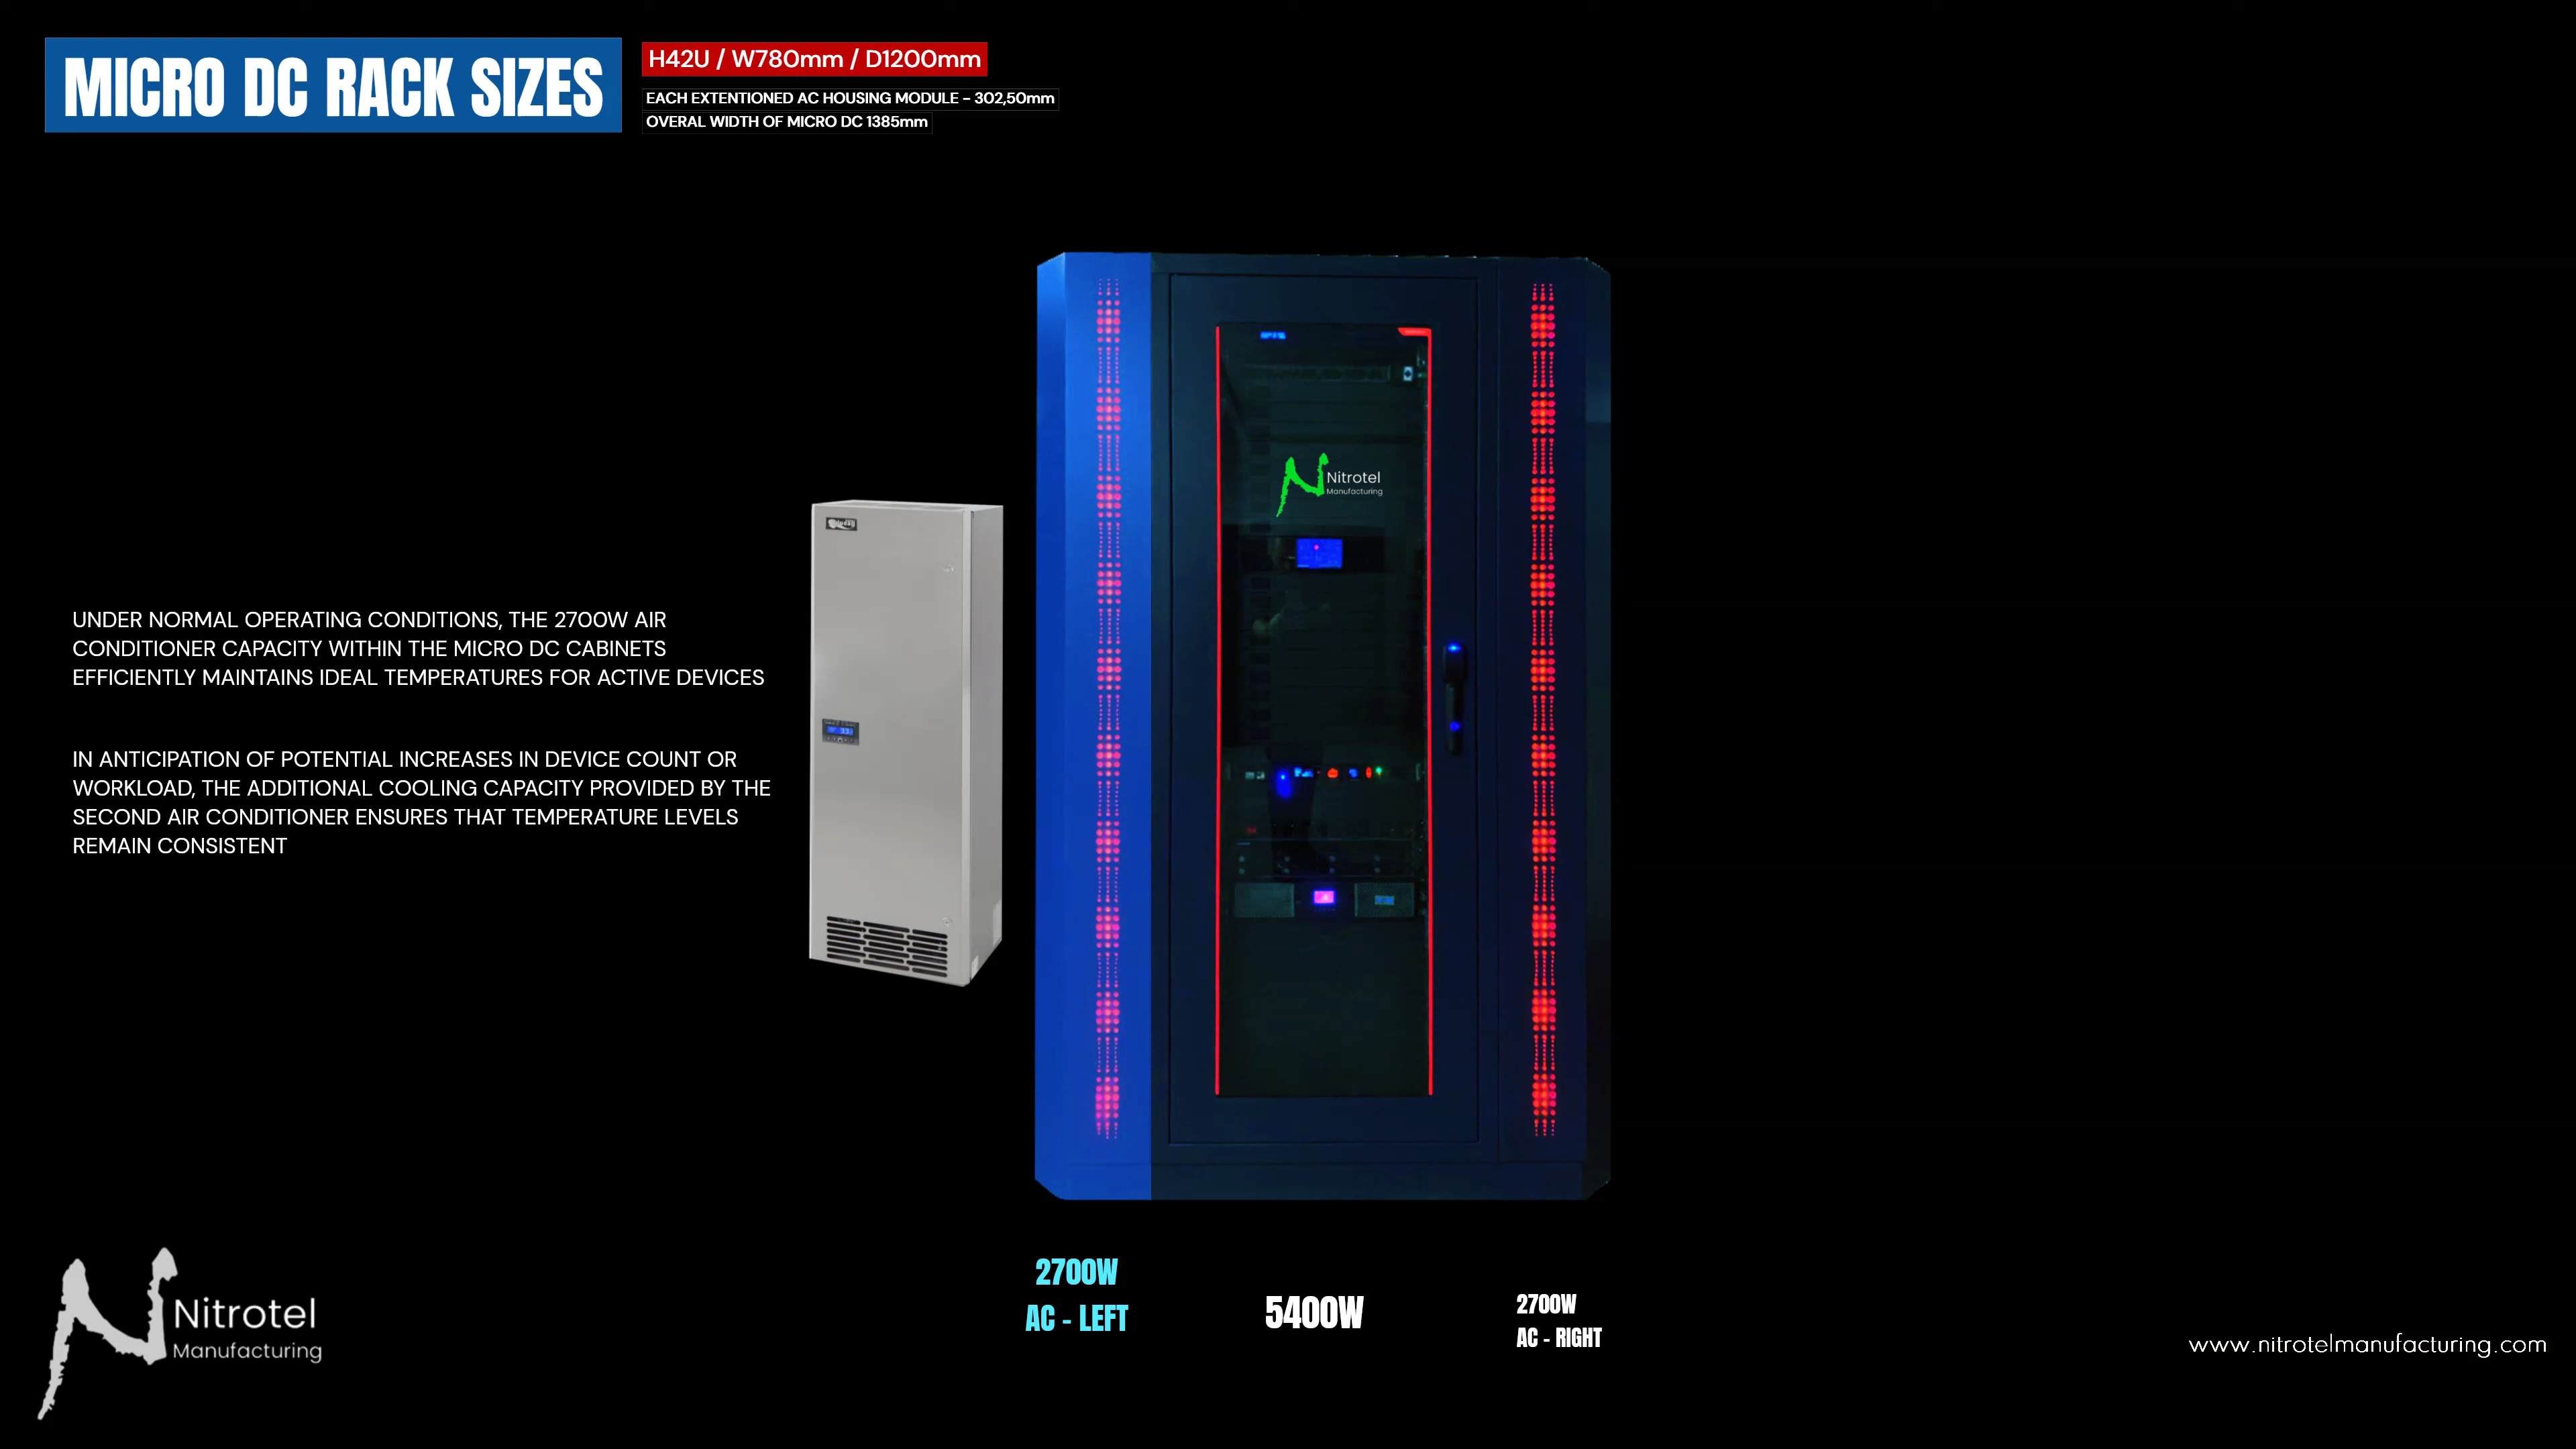 MICRO DC RACK SIZES
H42U / W780mm / D1200mm
EACH EXTENTIONED AC HOUSING MODULE - 302,50mm
OVERAL WIDTH OF MICRO DC 1385mm
Nitrotel
Manufacturing
UNDER NORMAL OPERATING CONDITIONS, THE 2700W AIR
CONDITIONER CAPACITY WITHIN THE MICRO DC CABINETS
EFFICIENTLY MAINTAINS IDEAL TEMPERATURES FOR ACTIVE DEVICES
IN ANTICIPATION OF POTENTIAL INCREASES IN DEVICE COUNT OR
WORKLOAD, THE ADDITIONAL COOLING CAPACITY PROVIDED BY THE
SECOND AIR CONDITIONER ENSURES THAT TEMPERATURE LEVELS
REMAIN CONSISTENT
2700W
AC - LEFT
5400W
2700W
AC - RIGHT
Nitrotel
Manufacturing
www.nitrotelmanufacturing.com